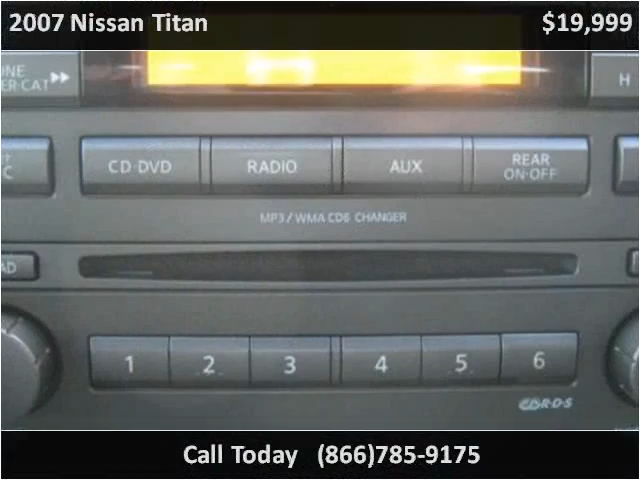 2007 Nissan Titan $19,999
H
CD·DVD RADIO AUX REAR
ON·OFF
MP3/WMA CD6 CHANGER
1 2 3 4 5 6
R·D·S
Call Today (866)785-9175